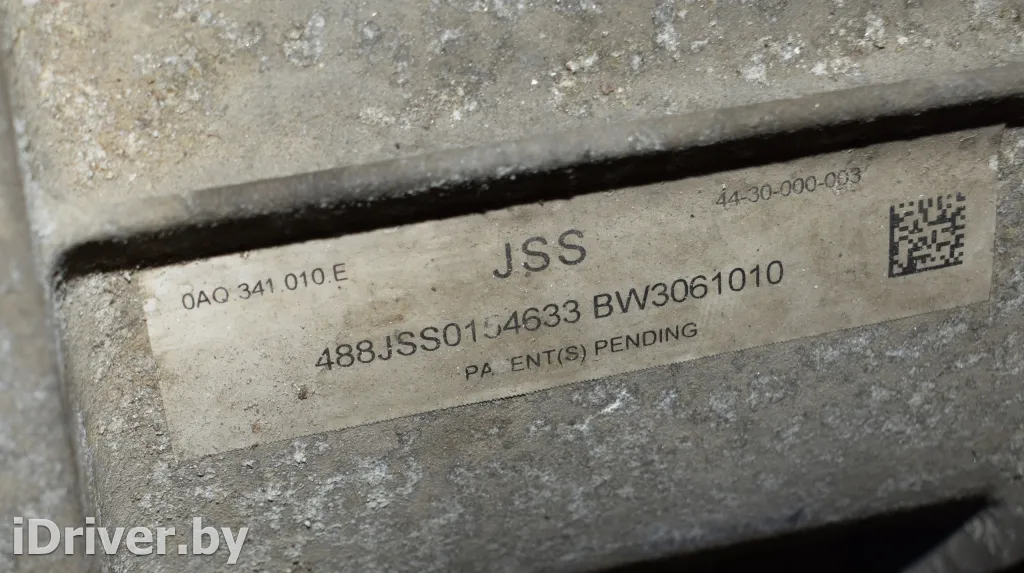 44-30-000-003
JSS
0AQ.341.010.E
488JSS0154633 BW3061010
PA ENT(S) PENDING
iDriver.by